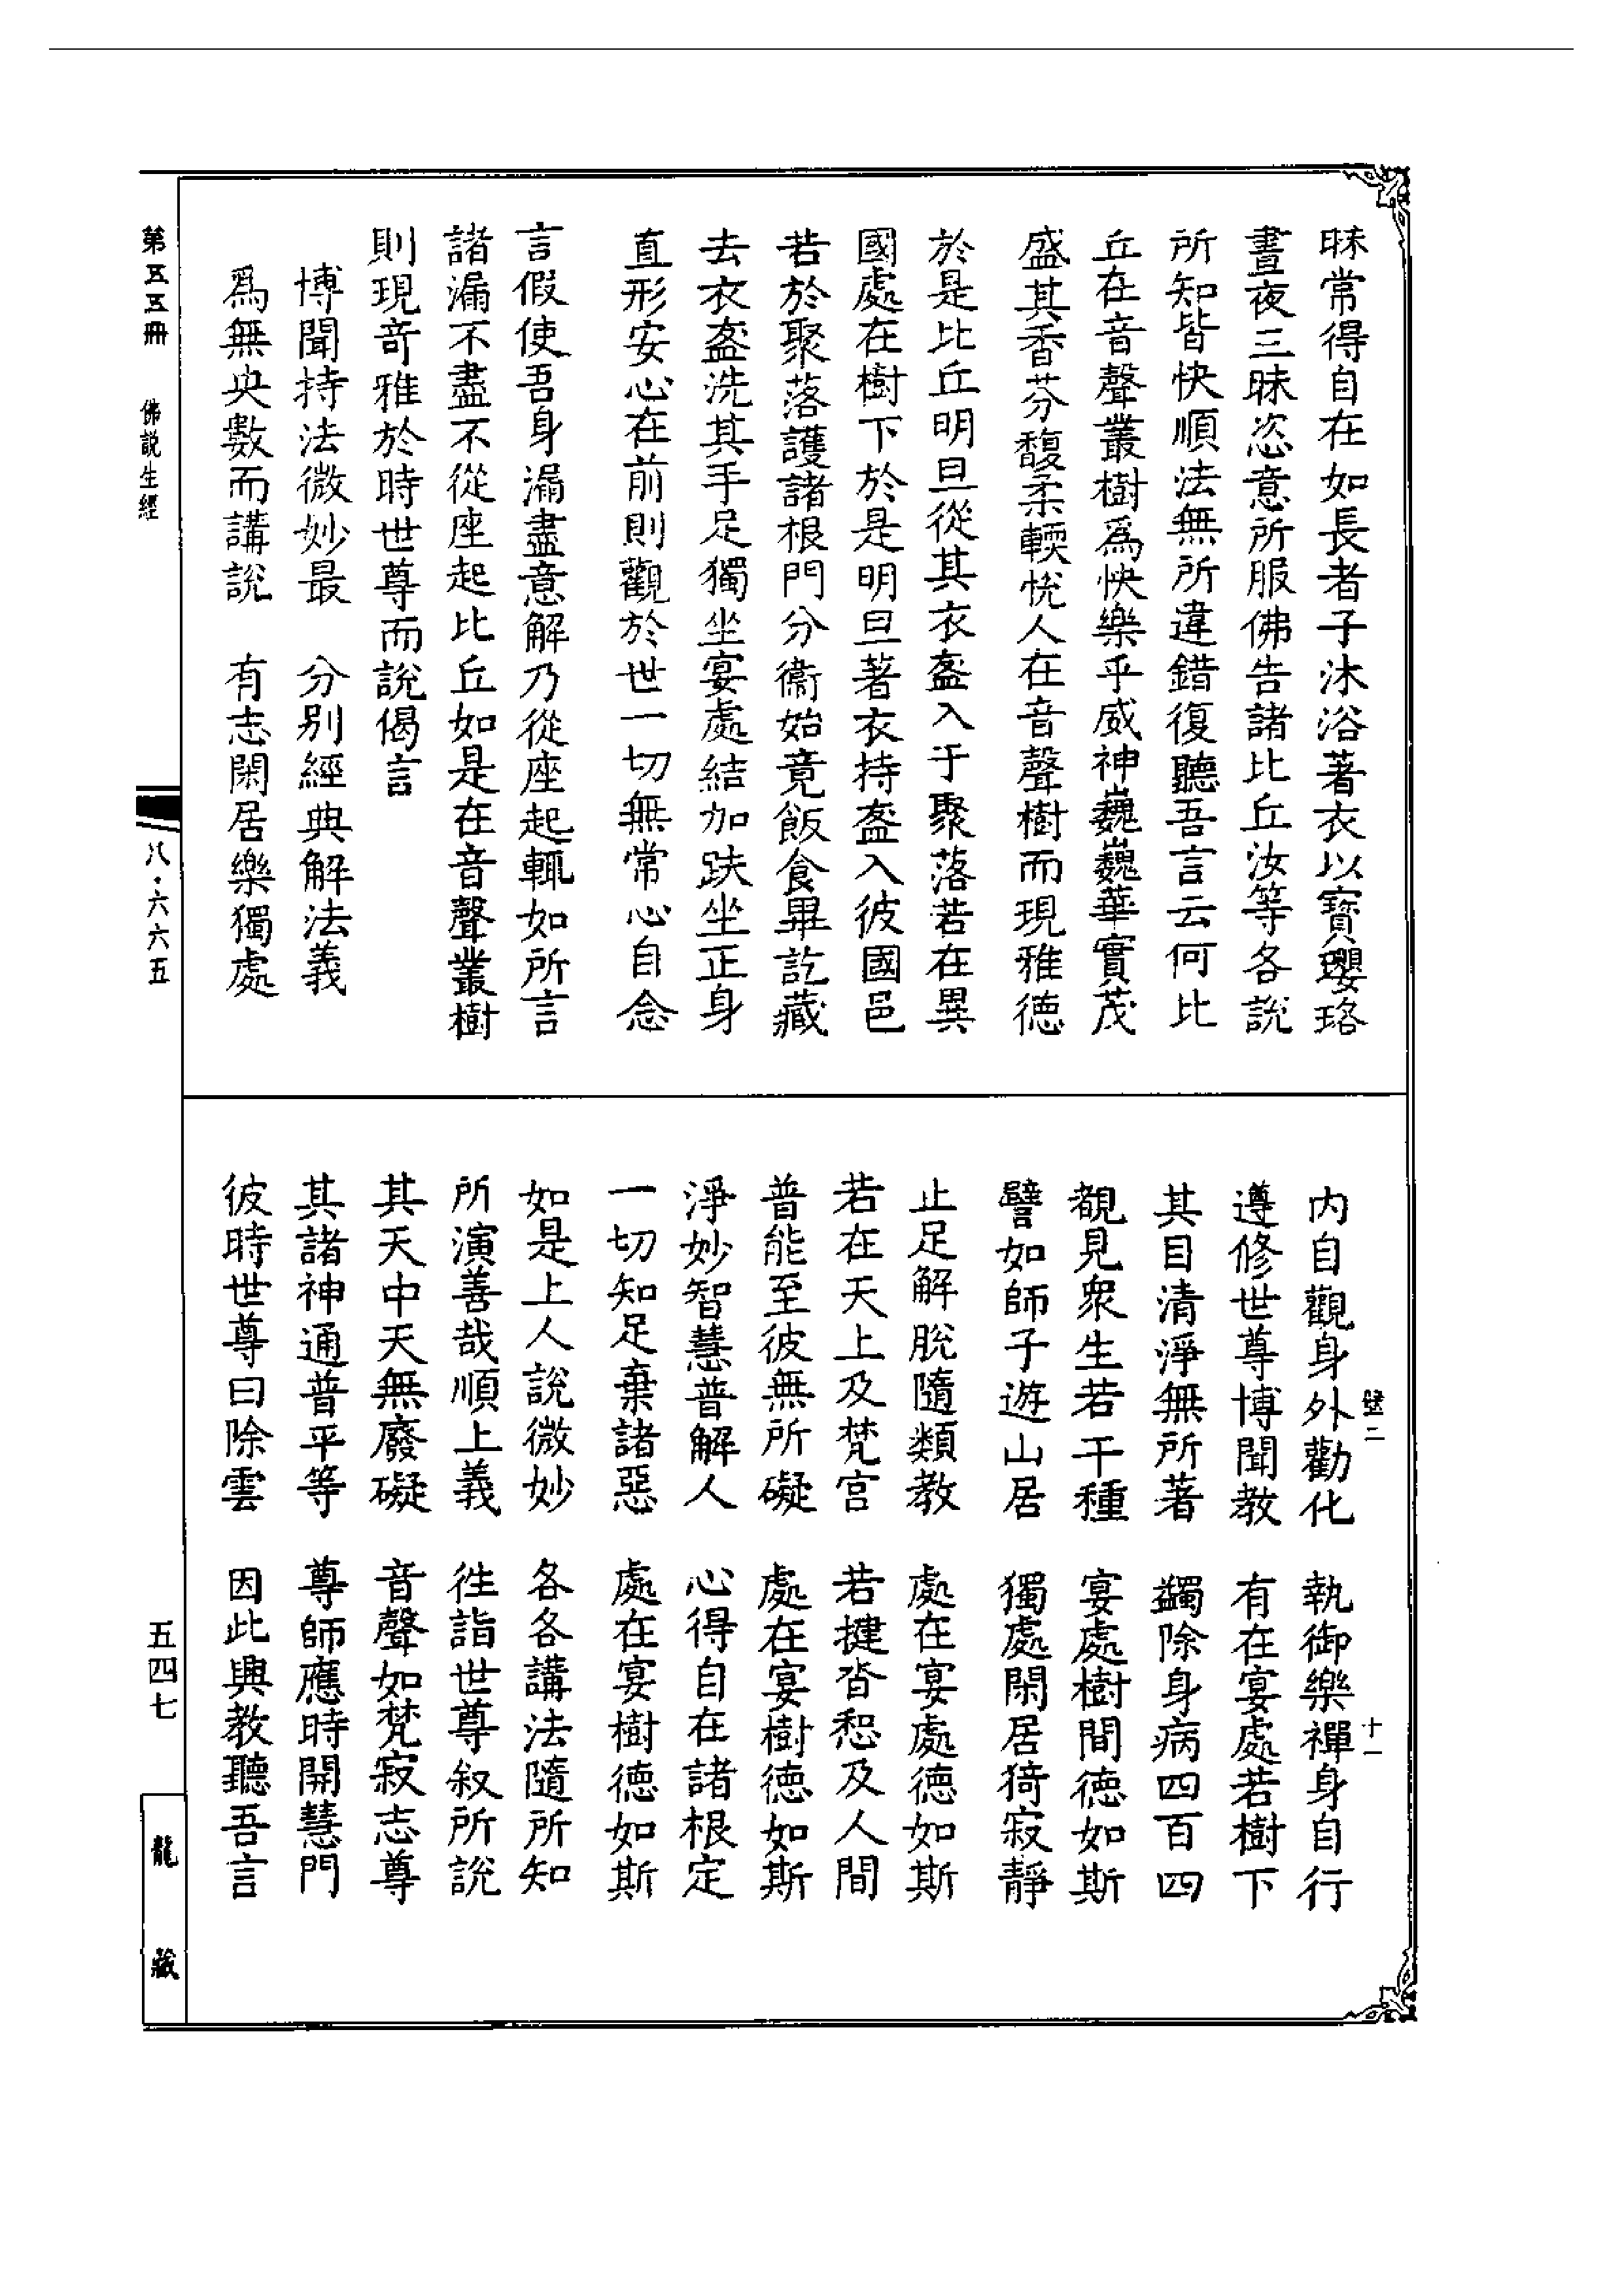 昧常得自在如長者子沐浴著衣以寶瓔珞
晝夜三昧恣意所服佛告諸比丘汝等各說
所知皆快順法無所違錯復聽吾言云何比
丘在音聲叢樹爲快樂乎威神巍巍華實茂
盛其香芬馥柔輭悅人在音聲樹而現雅德
於是比丘明旦從其衣盔入于聚落若在異
國處在樹下於是明旦著衣持盔入彼國邑
若於聚落護諸根門分衞始竟飯食畢訖藏
去衣盔洗其手足獨坐宴處結加趺坐正身
直形安心在前則觀於世一切無常心自念
言假使吾身漏盡意解乃從座起輒如所言
諸漏不盡不從座起比丘如是在音聲叢樹
則現竒雅於時世尊而說偈言
博聞持法微妙最　分別經典解法義
爲無央數而講說　有志閑居樂獨處
内自觀身外勸化　執御樂禪身自行
遵修世尊博聞教　有在宴處若樹下
其目清淨無所著　蠲除身病四百四
覩見衆生若干種　宴處樹間德如斯
譬如師子遊山居　獨處閑居猗寂靜
止足解脫隨類教　處在宴處德如斯
若在天上及梵宫　若揵沓惒及人間
普能至彼無所礙　處在宴樹德如斯
淨妙智慧普解人　心得自在諸根定
一切知足棄諸惡　處在宴樹德如斯
如是上人說微妙　各各講法隨所知
所演善哉順上義　徃詣世尊叙所說
其天中天無廢礙　音聲如梵寂志尊
其諸神通普平等　尊師應時開慧門
彼時世尊曰除雲　因此興教聽吾言
二
十一
第五五冊　佛說生經
八·六六五
五四七
龍藏